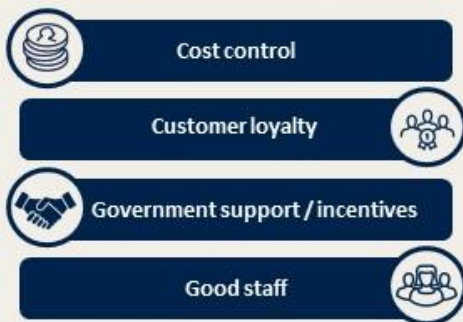 Cost control
Customer loyalty
Government support / incentives
Good staff